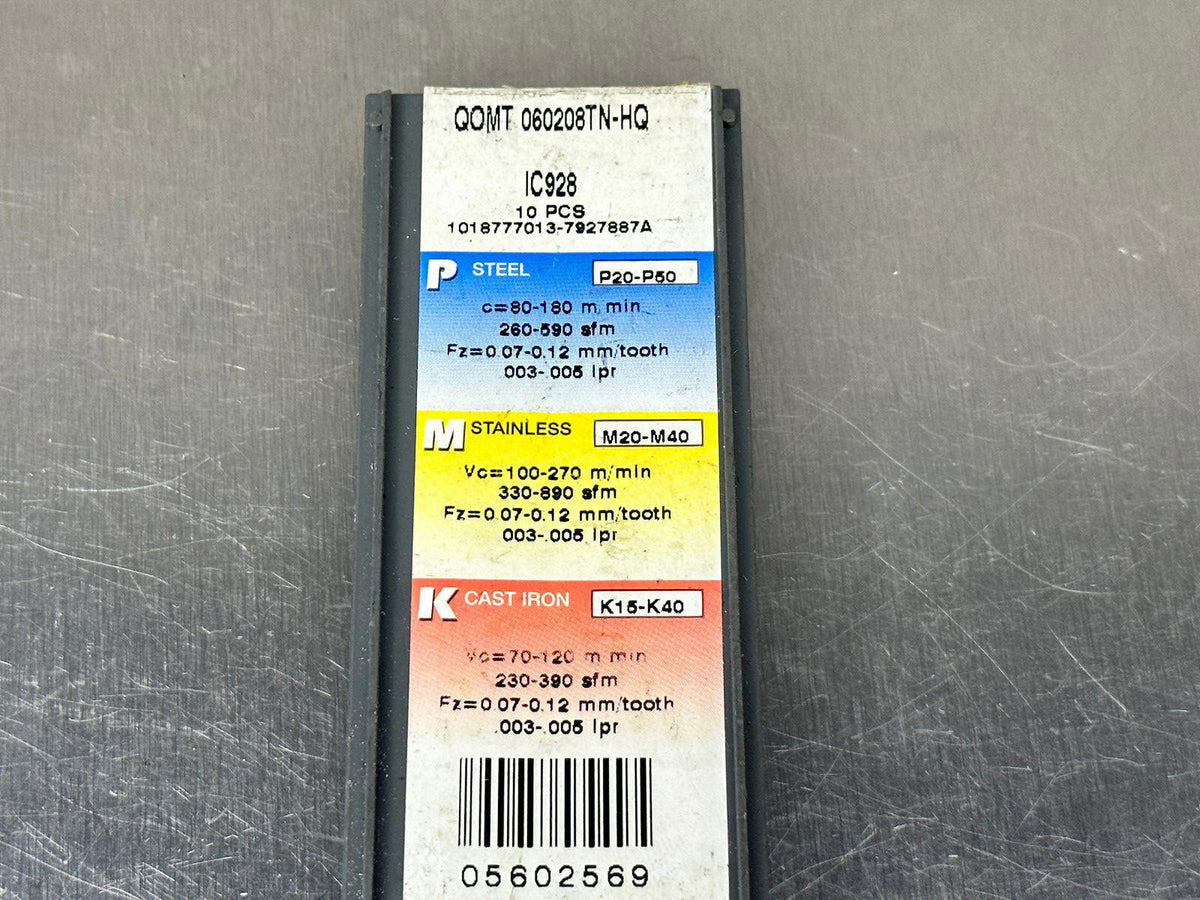 QOMT 060208TN-HQ
IC928
10 PCS
1018777013-7927887A
P STEEL P20-P50
c=80-180 m/min
260-590 sfm
Fz=0.07-0.12 mm/tooth
.003-.005 Ipr
M STAINLESS M20-M40
Vc=100-270 m/min
330-890 sfm
Fz=0.07-0.12 mm/tooth
.003-.005 Ipr
K CAST IRON K15-K40
Vc=70-120 m min
230-390 sfm
Fz=0.07-0.12 mm/tooth
.003-.005 Ipr
05602569